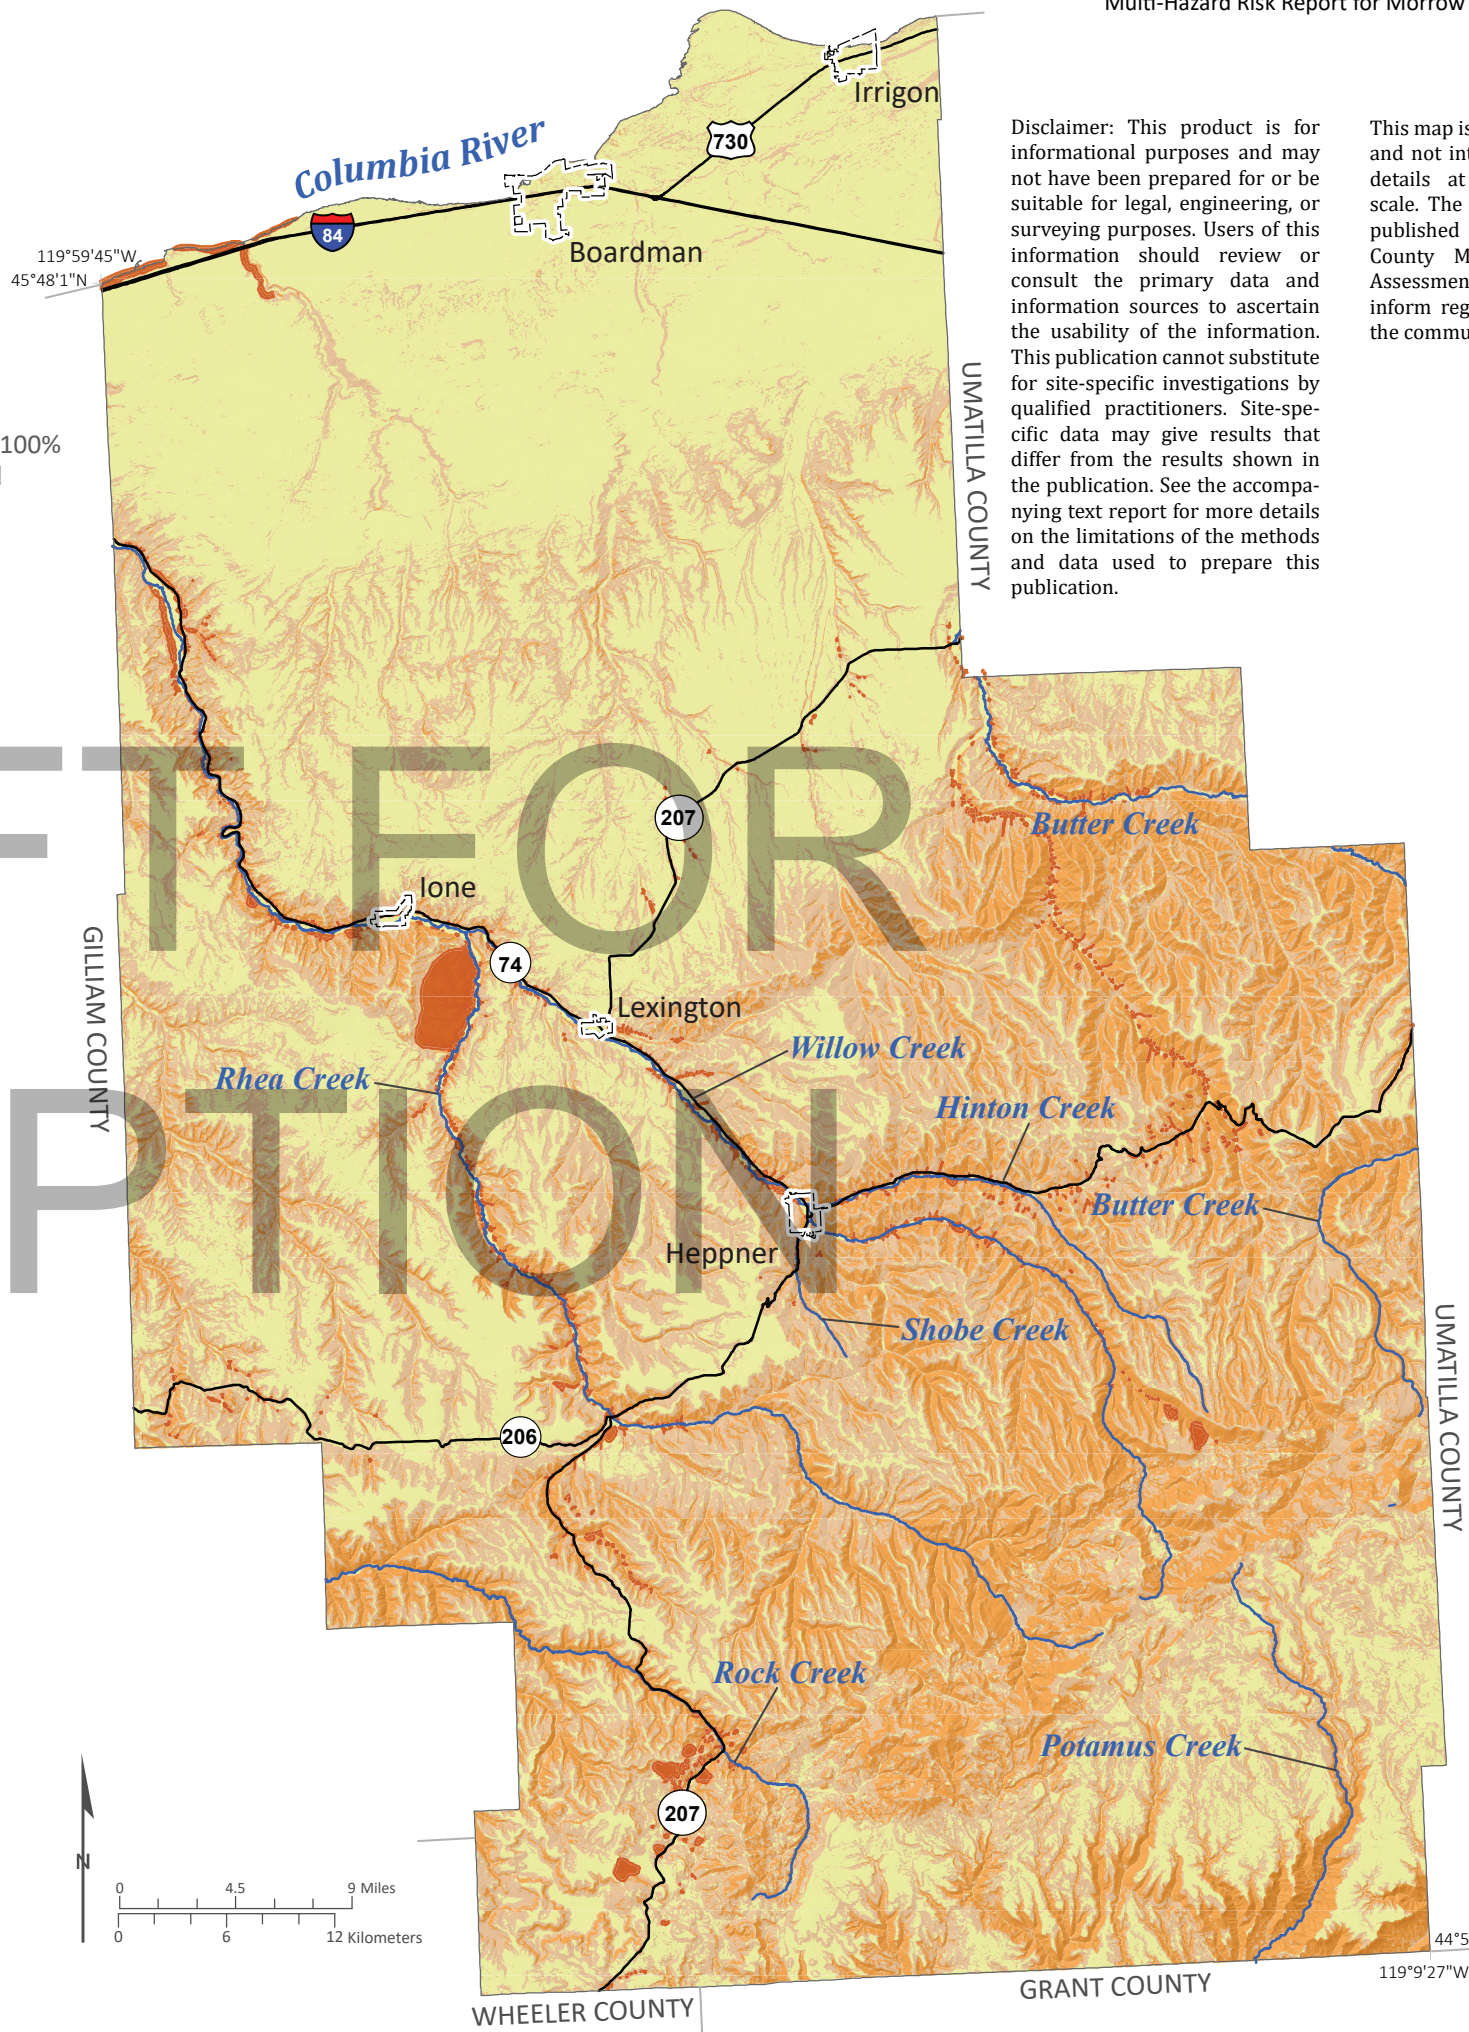 Multi-Hazard Risk Report for Morrow
Irrigon
730
Columbia River
84
Boardman
119°59'45"W
45°48'1"N
Disclaimer: This product is for
informational purposes and may
not have been prepared for or be
suitable for legal, engineering, or
surveying purposes. Users of this
information should review or
consult the primary data and
information sources to ascertain
the usability of the information.
This publication cannot substitute
for site-specific investigations by
qualified practitioners. Site-spe-
cific data may give results that
differ from the results shown in
the publication. See the accompa-
nying text report for more details
on the limitations of the methods
and data used to prepare this
publication.
This map is
and not int
details at
scale. The
published
County M
Assessmen
inform reg
the commu
100%
UMATILLA COUNTY
FT FOR
207
Butter Creek
Ione
74
GILLIAM COUNTY
Lexington
Willow Creek
Rhea Creek
Hinton Creek
PTION
Butter Creek
Heppner
Shobe Creek
UMATILLA COUNTY
206
Rock Creek
Potamus Creek
207
N
0 4.5 9 Miles
0 6 12 Kilometers
44°5
119°9'27"W
GRANT COUNTY
WHEELER COUNTY